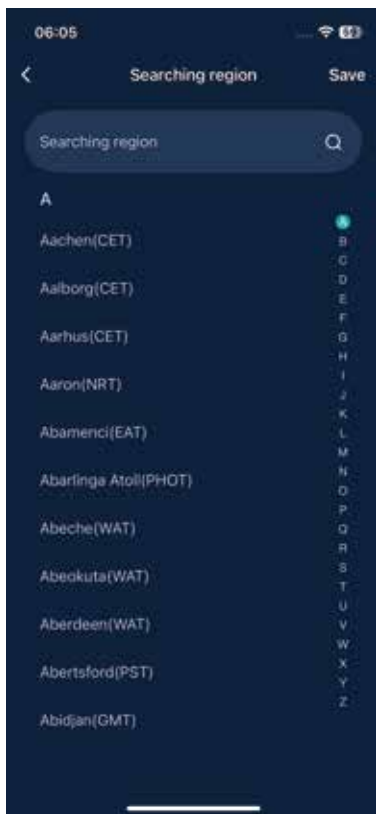 06:05
Searching region
Save
Searching region
A
Aachen(CET)
Aalborg(CET)
Aarhus(CET)
Aaron(NRT)
Abamenci(EAT)
Abarlinga Atoll(PHOT)
Abeche(WAT)
Abeokuta(WAT)
Aberdeen(WAT)
Abertsford(PST)
Abidjan(GMT)
A
B
C
D
E
F
G
H
I
J
K
L
M
N
O
P
Q
R
S
T
U
V
W
X
Y
Z